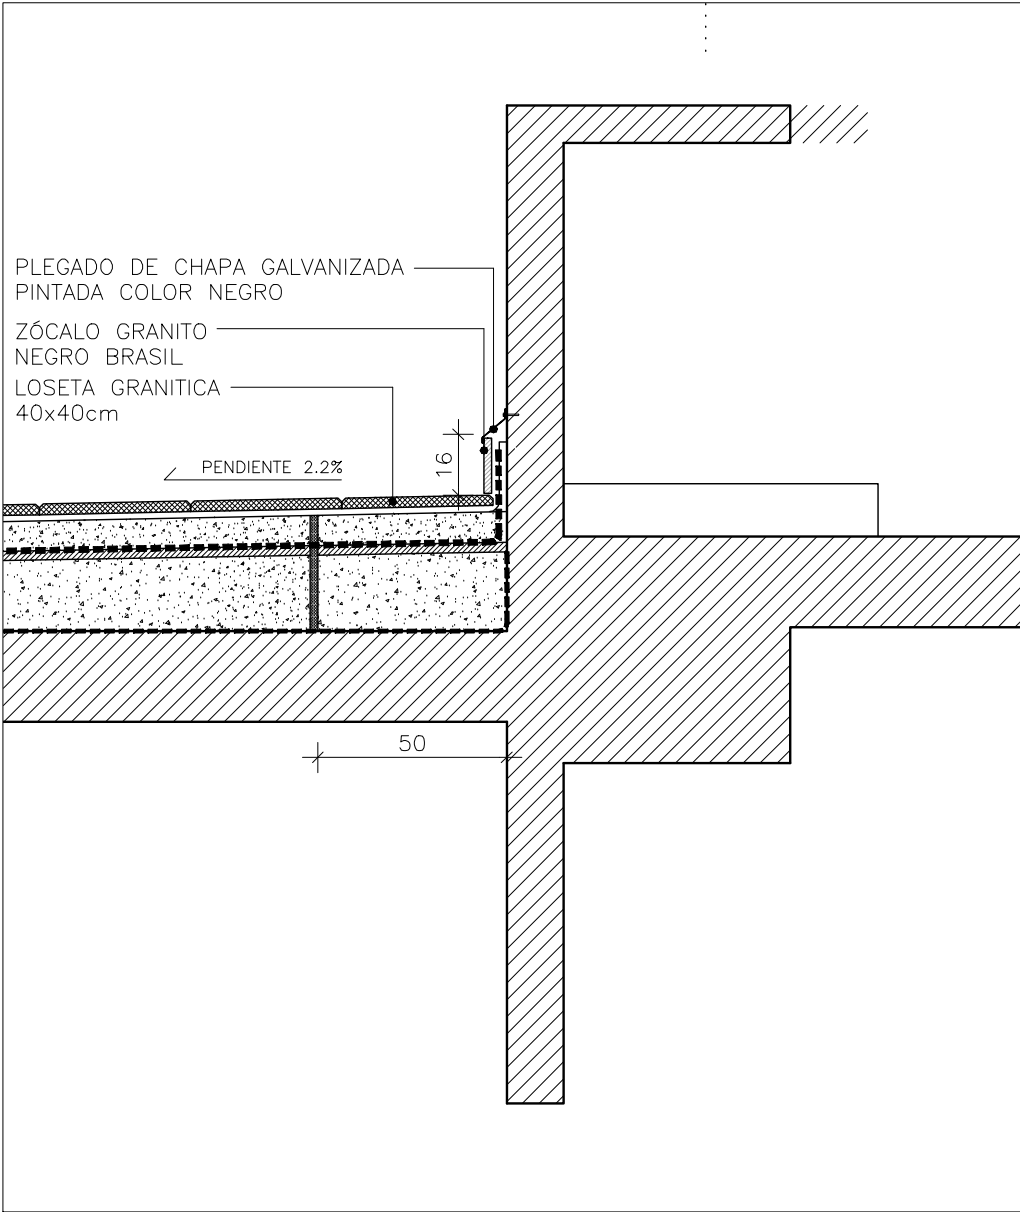 PLEGADO DE CHAPA GALVANIZADA
PINTADA COLOR NEGRO
ZÓCALO GRANITO
NEGRO BRASIL
LOSETA GRANITICA
40x40cm
16
PENDIENTE 2.2%
50